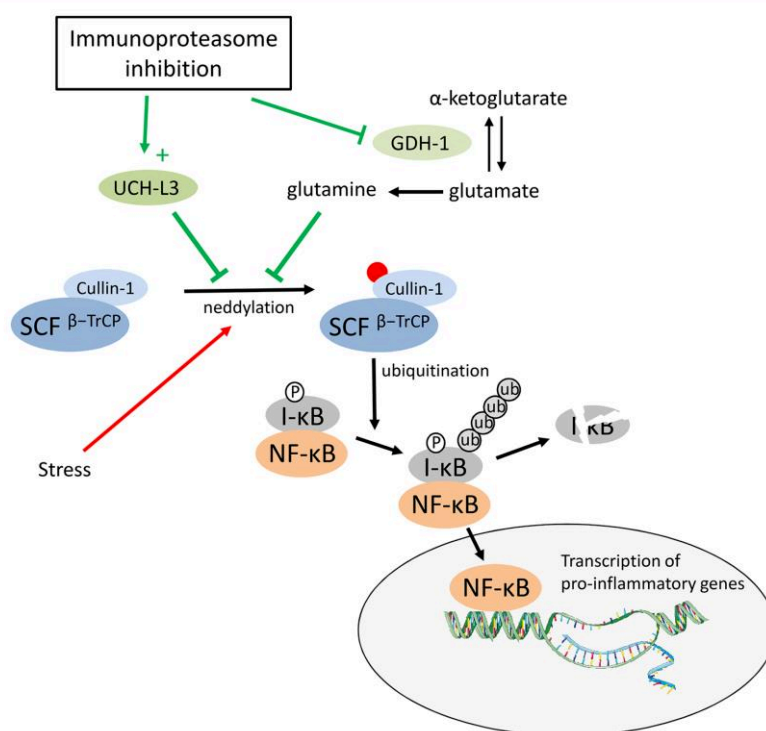 Immunoproteasome
inhibition
α-ketoglutarate
GDH-1
+
UCH-L3
glutamine
glutamate
Cullin-1
SCF β–TrCP
neddylation
Cullin-1
SCF β–TrCP
ubiquitination
ub
ub
ub
ub
P
I-κB
NF-κB
P
I-κB
NF-κB
I κB
Stress
Transcription of
pro-inflammatory genes
NF-κB